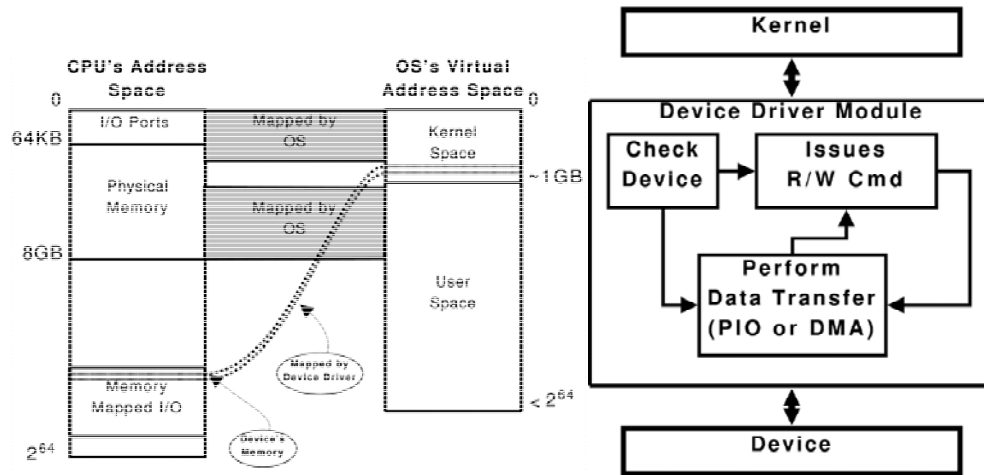 CPU's Address
Space
OS's Virtual
Address Space
0
I/O Ports
64KB
Physical
Memory
8GB
Memory
Mapped I/O
2^64
Mapped by
OS
Mapped by
OS
0
Kernel
Space
~1GB
User
Space
<2^64
Mapped by
Device Driver
Device's
Memory
Kernel
Device Driver Module
Check
Device
Issues
R/W Cmd
Perform
Data Transfer
(PIO or DMA)
Device